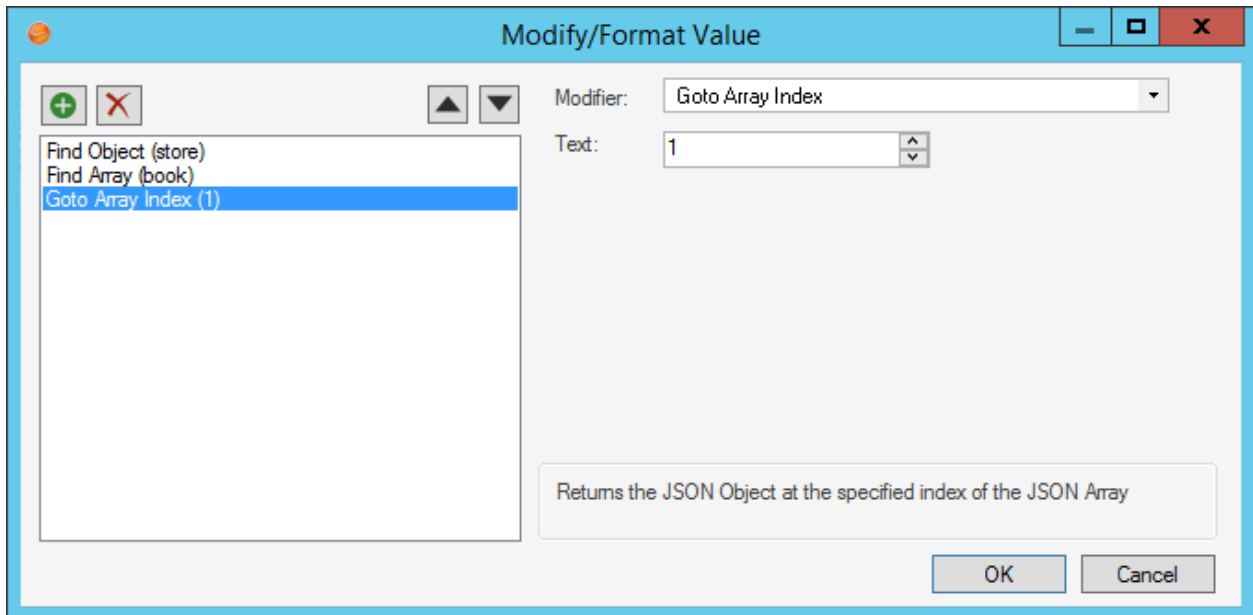 Modify/Format Value
Modifier:
Goto Array Index
Text:
1
Find Object (store)
Find Array (book)
Goto Array Index (1)
Returns the JSON Object at the specified index of the JSON Array
OK
Cancel